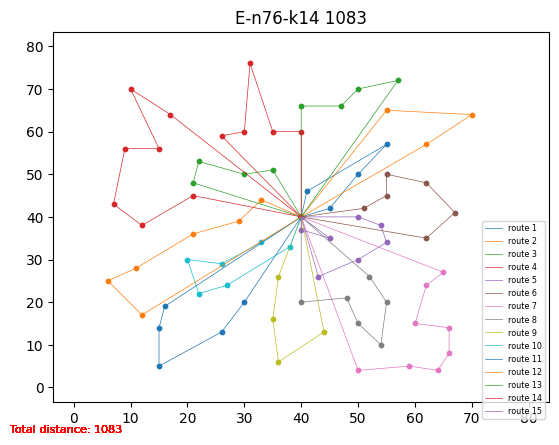 E-n76-k14 1083
80
70
60
50
40
30
20
10
0
0 10 20 30 40 50 60 70 80
route 1
route 2
route 3
route 4
route 5
route 6
route 7
route 8
route 9
route 10
route 11
route 12
route 13
route 14
route 15
Total distance: 1083